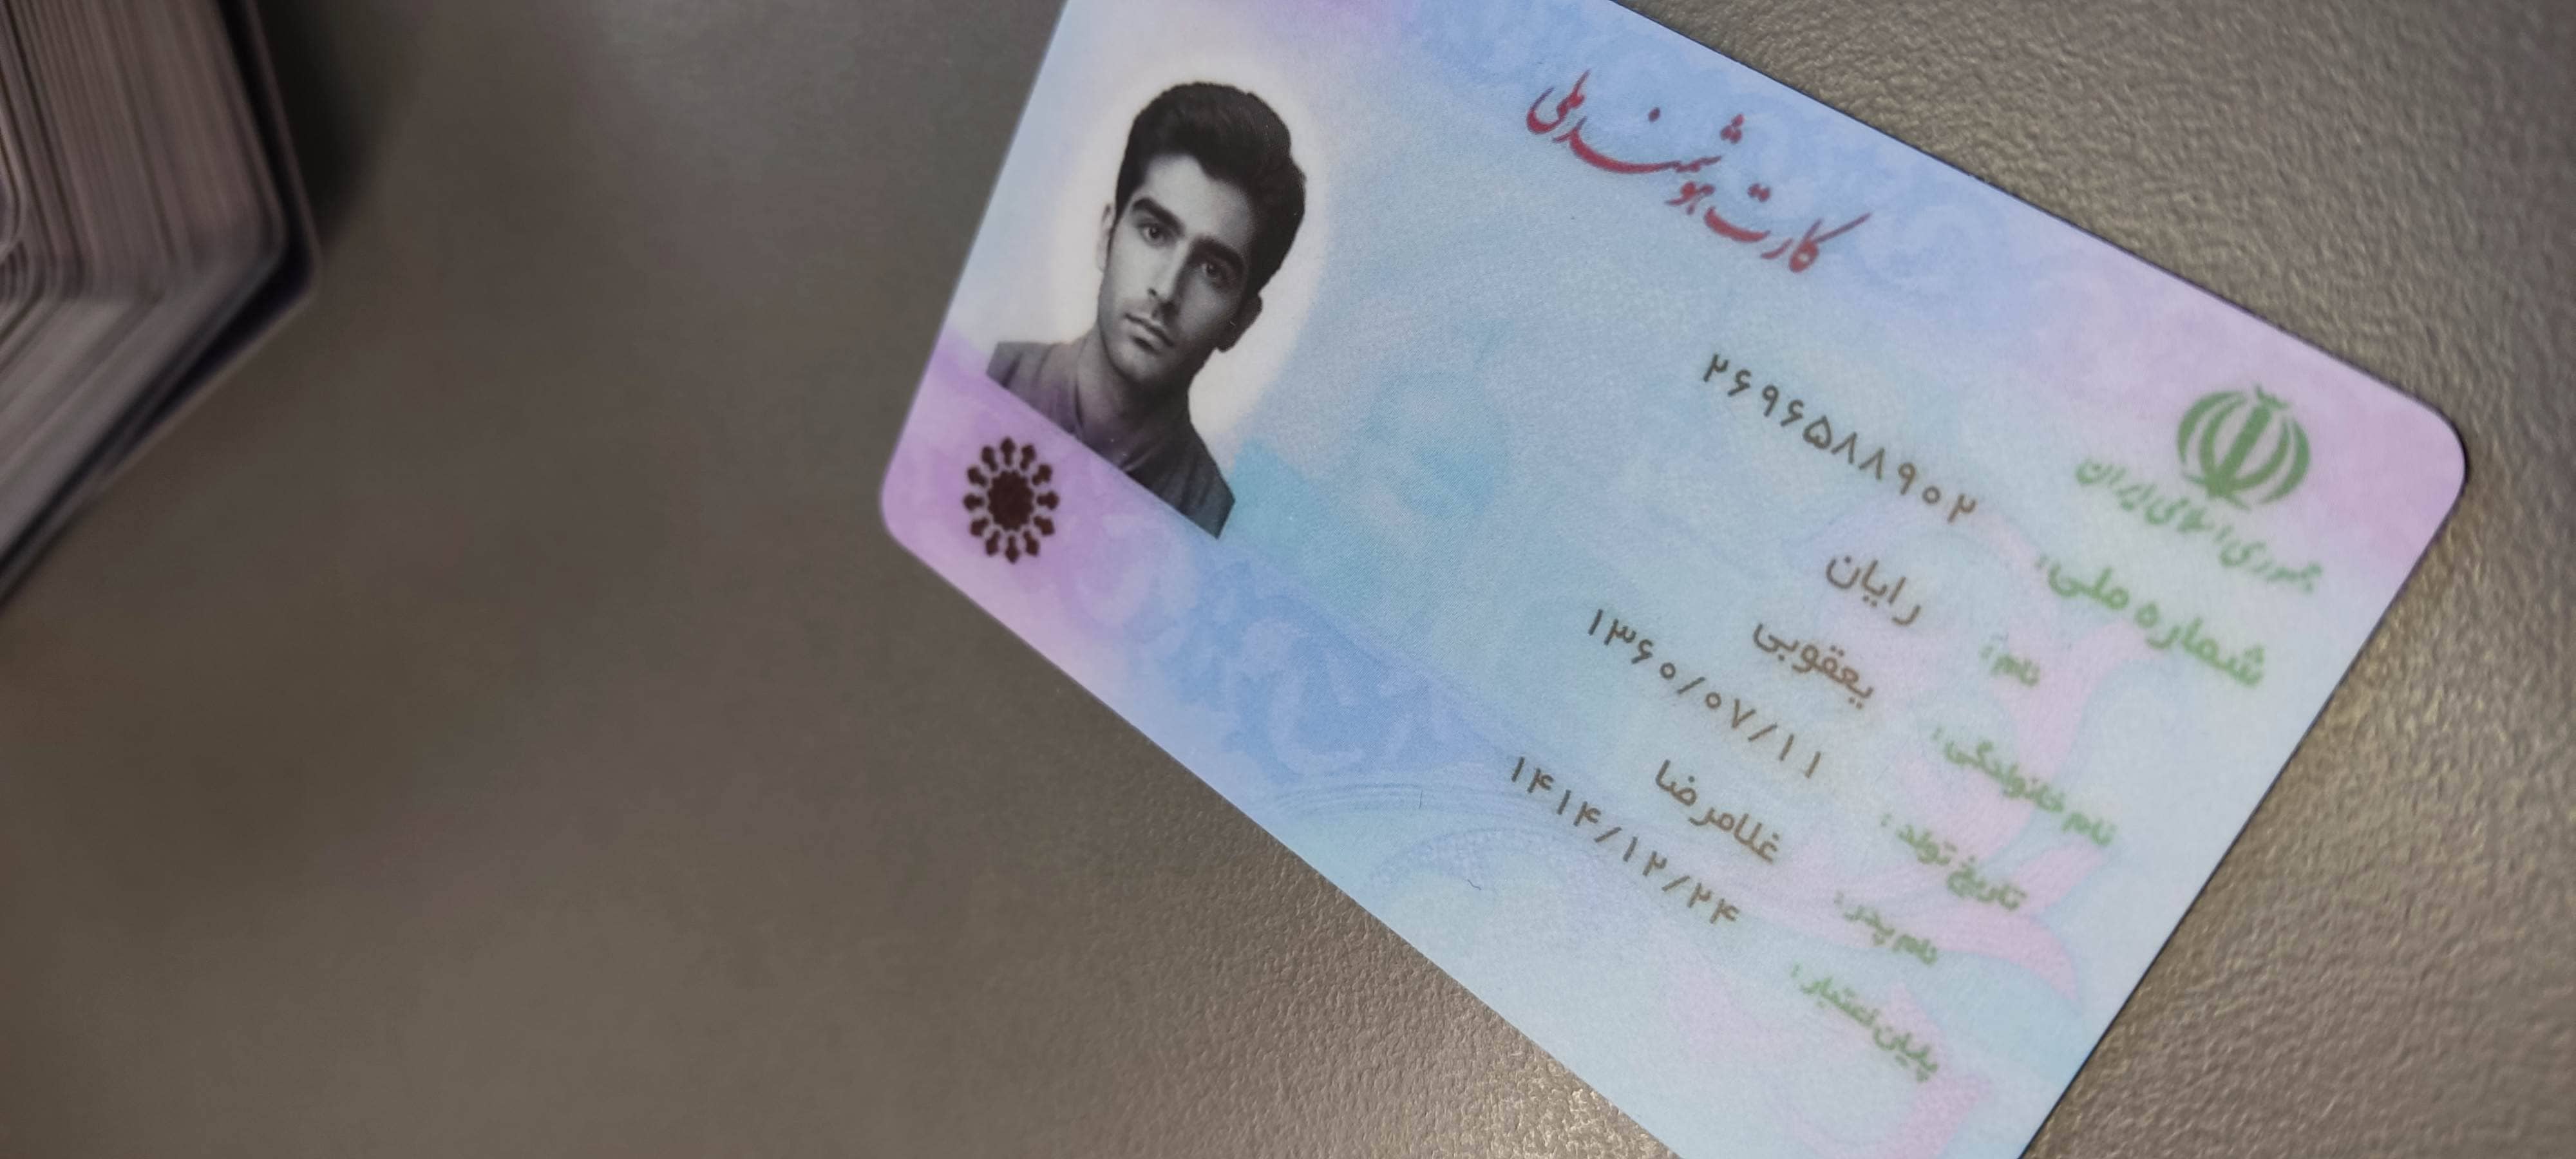 کارت هوشمند ملی
جمهوری اسلامی ایران
شماره ملی: ۲۶۹۶۵۸۸۹۰۲
نام: رایان
نام خانوادگی: یعقوبی
تاریخ تولد: ۱۳۶۰/۰۷/۱۱
نام پدر: غلامرضا
پایان اعتبار: ۱۴۱۴/۱۲/۲۴